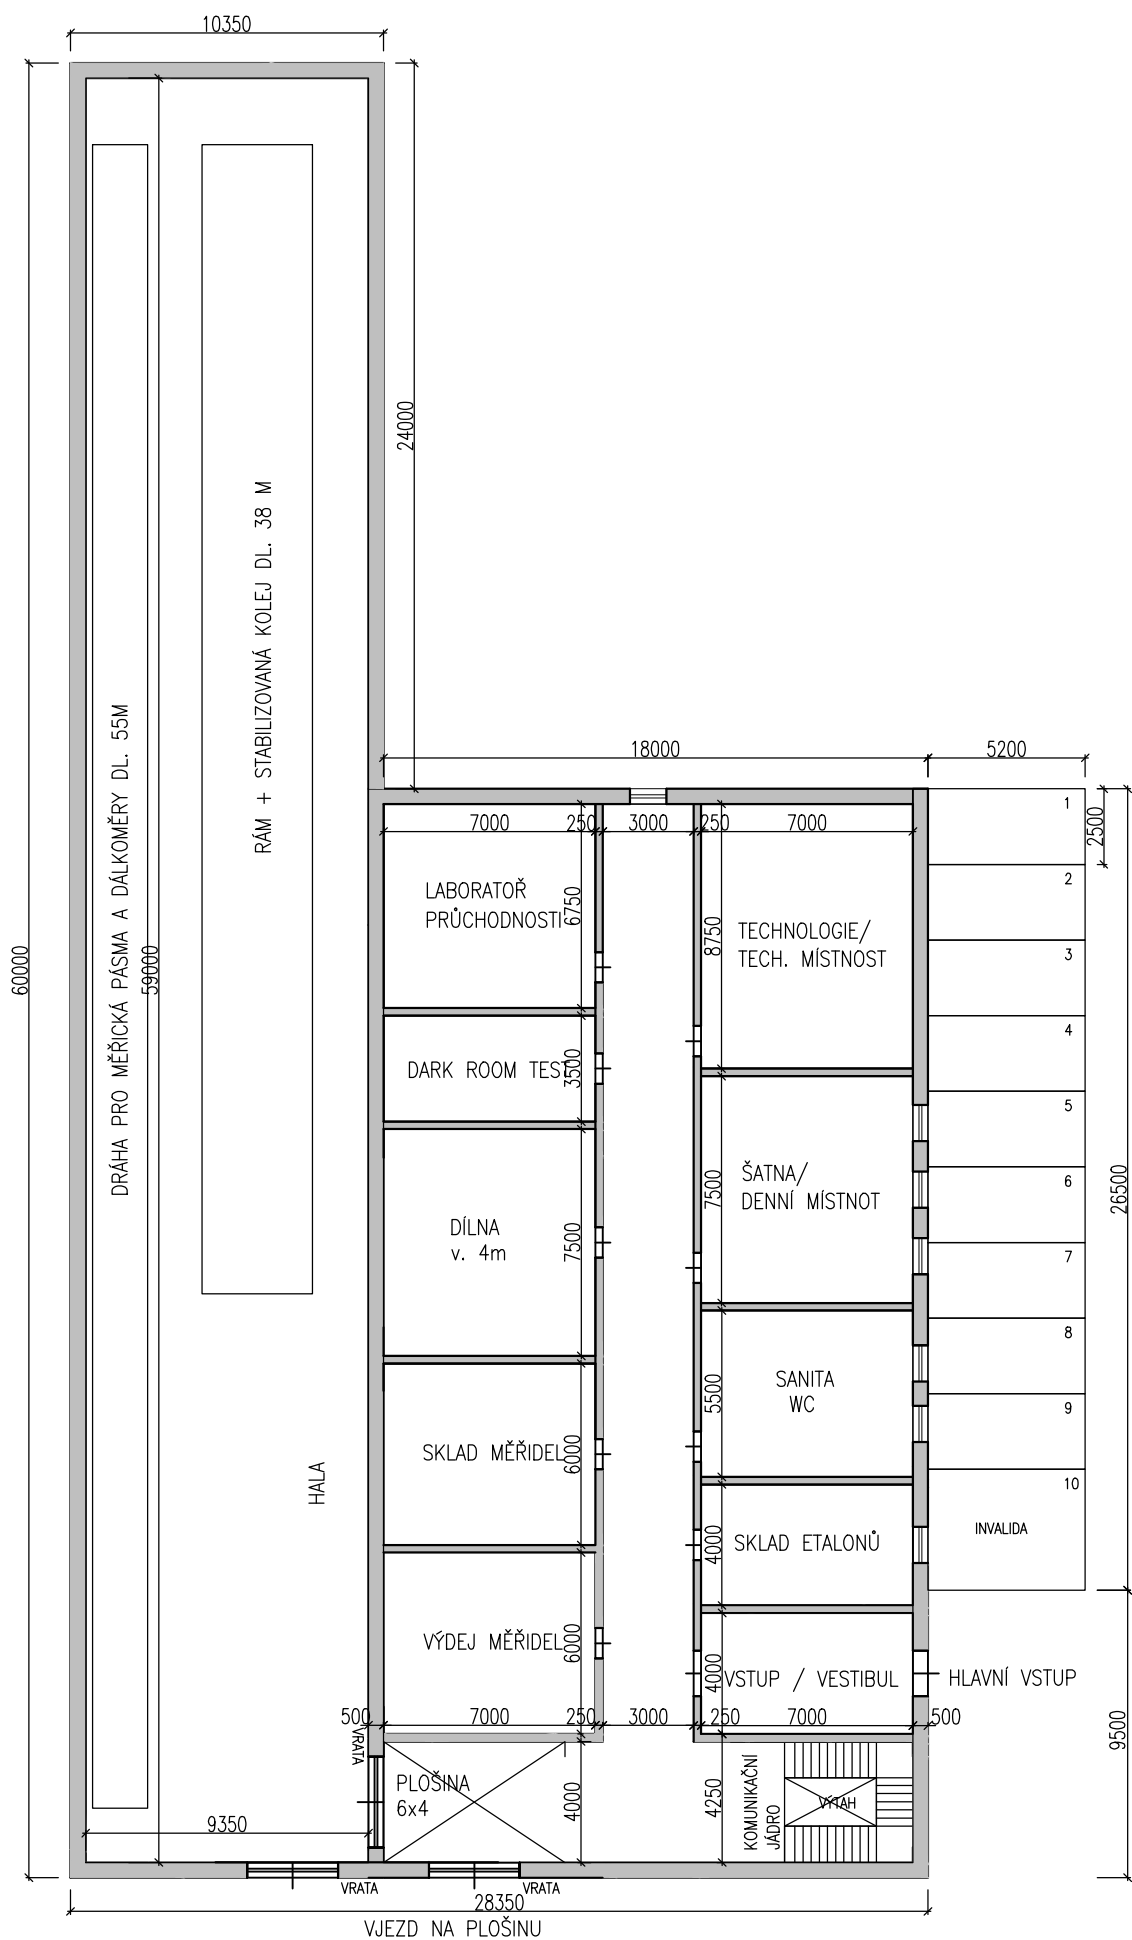 10350
24000
60000
59000
DRÁHA PRO MĚŘICKÁ PÁSMA A DÁLKOMĚRY DL. 55M
RÁM + STABILIZOVANÁ KOLEJ DL. 38 M
HALA
18000
5200
7000
250
3000
250
7000
LABORATOŘ
PRŮCHODNOSTI
6750
8750
TECHNOLOGIE/
TECH. MÍSTNOST
DARK ROOM TEST
3500
DÍLNA
v. 4m
7500
7500
ŠATNA/
DENNÍ MÍSTNOT
5500
SANITA
WC
SKLAD MĚŘIDEL
6000
4000
SKLAD ETALONŮ
VÝDEJ MĚŘIDEL
6000
4000
VSTUP / VESTIBUL
HLAVNÍ VSTUP
1
2500
2
3
4
5
6
7
8
9
10
INVALIDA
26500
9500
500
7000
250
3000
250
7000
500
VRATA
PLOŠINA
6x4
4000
4250
KOMUNIKAČNÍ
JÁDRO
VÝTAH
9350
VRATA
VRATA
28350
VJEZD NA PLOŠINU